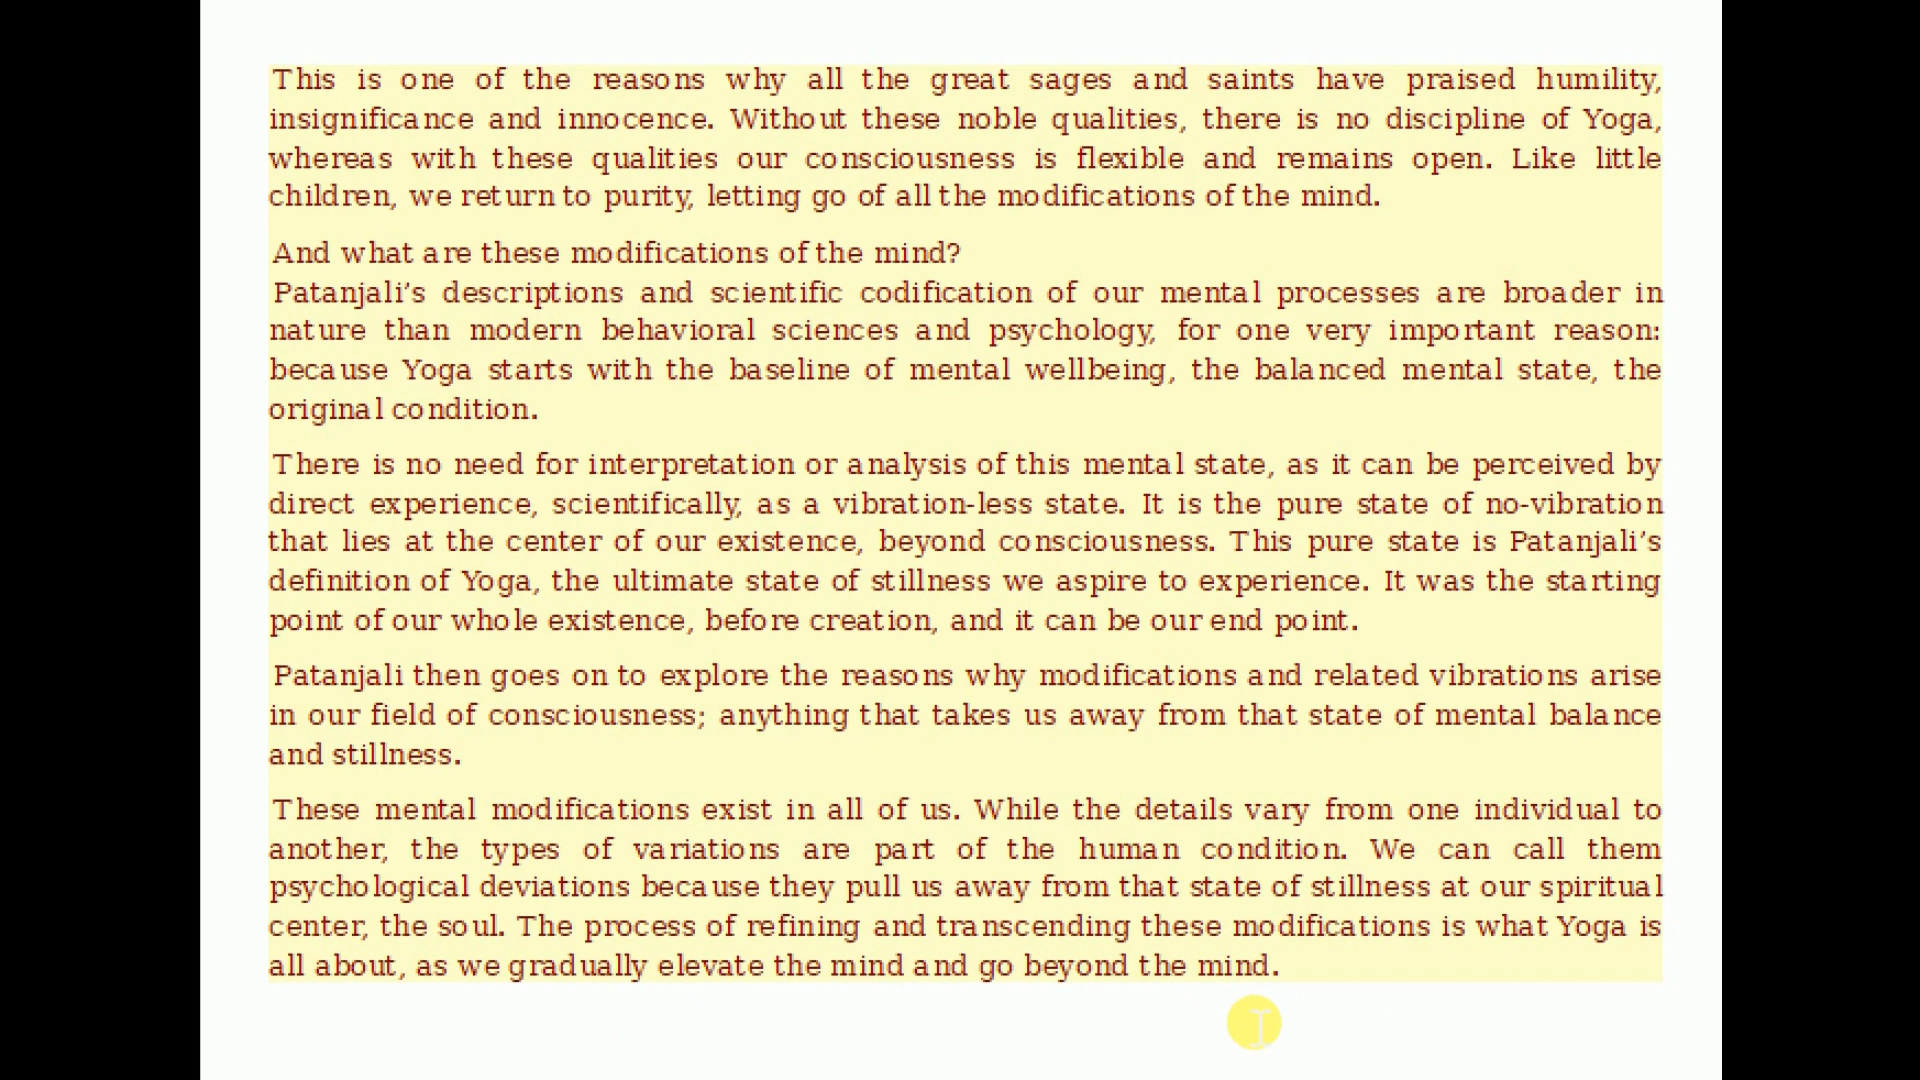 This is one of the reasons why all the great sages and saints have praised humility,
insignificance and innocence. Without these noble qualities, there is no discipline of Yoga,
whereas with these qualities our consciousness is flexible and remains open. Like little
children, we return to purity, letting go of all the modifications of the mind.
And what are these modifications of the mind?
Patanjali’s descriptions and scientific codification of our mental processes are broader in
nature than modern behavioral sciences and psychology, for one very important reason:
because Yoga starts with the baseline of mental wellbeing, the balanced mental state, the
original condition.
There is no need for interpretation or analysis of this mental state, as it can be perceived by
direct experience, scientifically, as a vibration-less state. It is the pure state of no-vibration
that lies at the center of our existence, beyond consciousness. This pure state is Patanjali’s
definition of Yoga, the ultimate state of stillness we aspire to experience. It was the starting
point of our whole existence, before creation, and it can be our end point.
Patanjali then goes on to explore the reasons why modifications and related vibrations arise
in our field of consciousness; anything that takes us away from that state of mental balance
and stillness.
These mental modifications exist in all of us. While the details vary from one individual to
another, the types of variations are part of the human condition. We can call them
psychological deviations because they pull us away from that state of stillness at our spiritual
center, the soul. The process of refining and transcending these modifications is what Yoga is
all about, as we gradually elevate the mind and go beyond the mind.